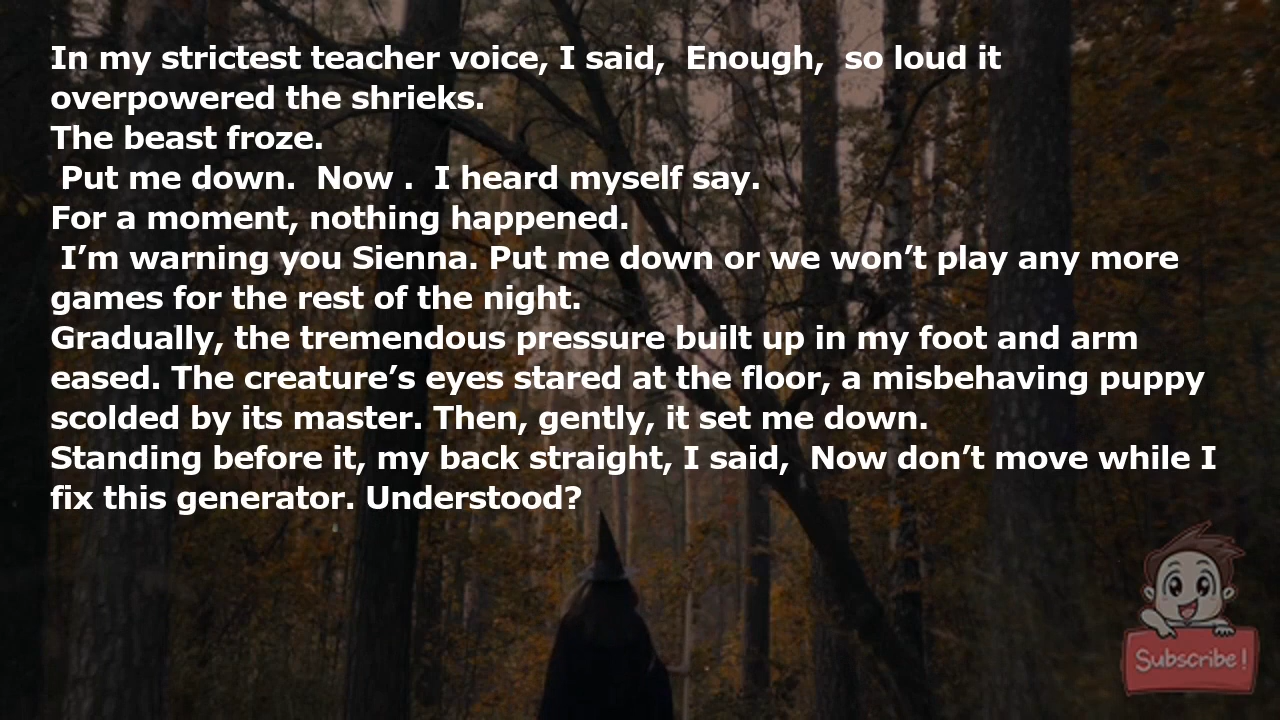 In my strictest teacher voice, I said,  Enough,  so loud it
overpowered the shrieks.
The beast froze.
 Put me down.  Now .  I heard myself say.
For a moment, nothing happened.
 I’m warning you Sienna. Put me down or we won’t play any more
games for the rest of the night.
Gradually, the tremendous pressure built up in my foot and arm
eased. The creature’s eyes stared at the floor, a misbehaving puppy
scolded by its master. Then, gently, it set me down.
Standing before it, my back straight, I said,  Now don’t move while I
fix this generator. Understood?
Subscribe!